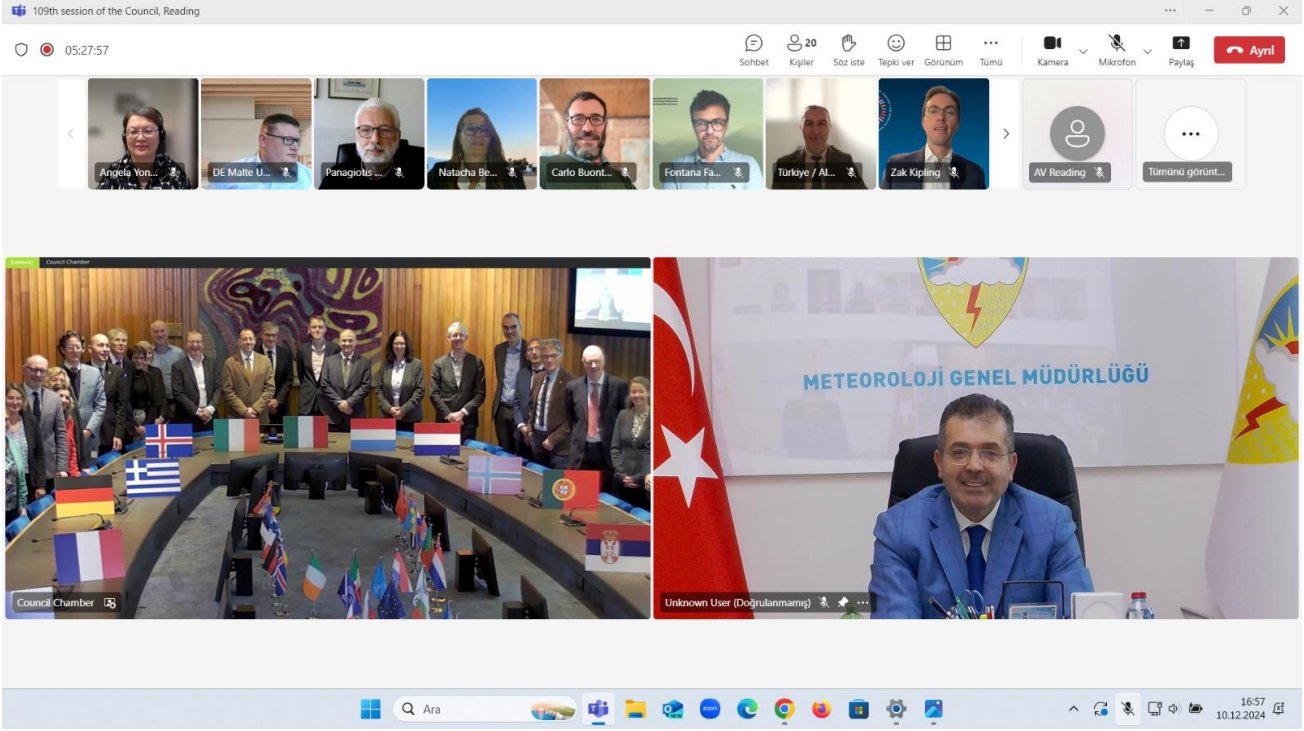 109th session of the Council, Reading
05:27:57
Sohbet
20
Kişiler
Söz iste
Tepki ver
Görünüm
Tümü
Kamera
Mikrofon
Paylaş
Ayrıl
Angela Yon...
DE Malte U...
Panagiotis ...
Natacha Be...
Carlo Buont...
Fontana Fa...
Türkiye / Al...
Zak Kipling
AV Reading
Tümünü görünt...
Council Chamber
METEOROLOJİ GENEL MÜDÜRLÜĞÜ
Council Chamber
Unknown User (Doğrulanmamış)
Ara
16:57
10.12.2024